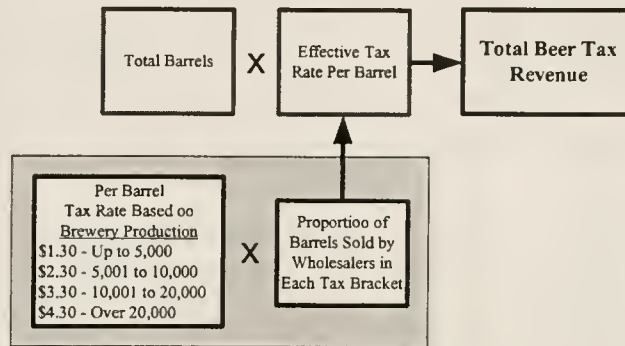 Total Barrels
X
Effective Tax
Rate Per Barrel
Total Beer Tax
Revenue
Per Barrel
Tax Rate Based oo
Brewery Production
$1.30 - Up to 5,000
$2.30 - 5,001 to 10,000
$3.30 - 10,001 to 20,000
$4.30 - Over 20,000
X
Proportioo of
Barrels Sold by
Wholesalers in
Each Tax Bracket